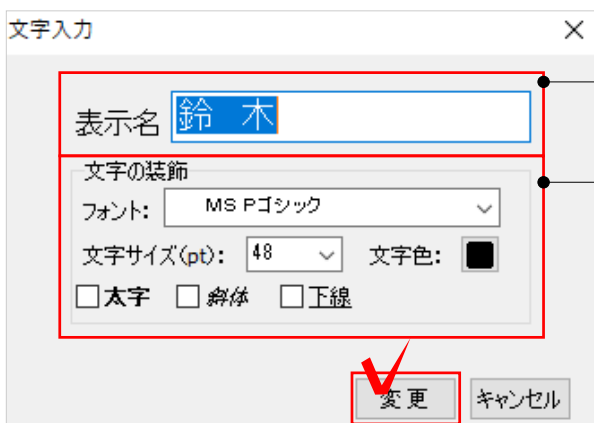 文字入力
表示名 鈴　木
文字の装飾
フォント： MS Pゴシック
文字サイズ(pt)： 48 文字色：
太字 斜体 下線
変更 キャンセル